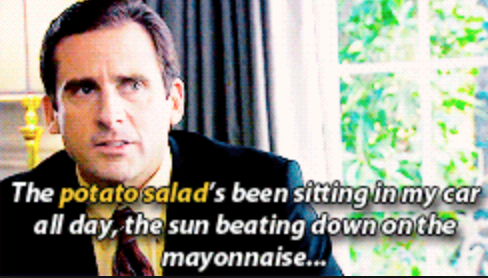 The potato salad's been sitting in my car
all day, the sun beating down on the
mayonnaise...